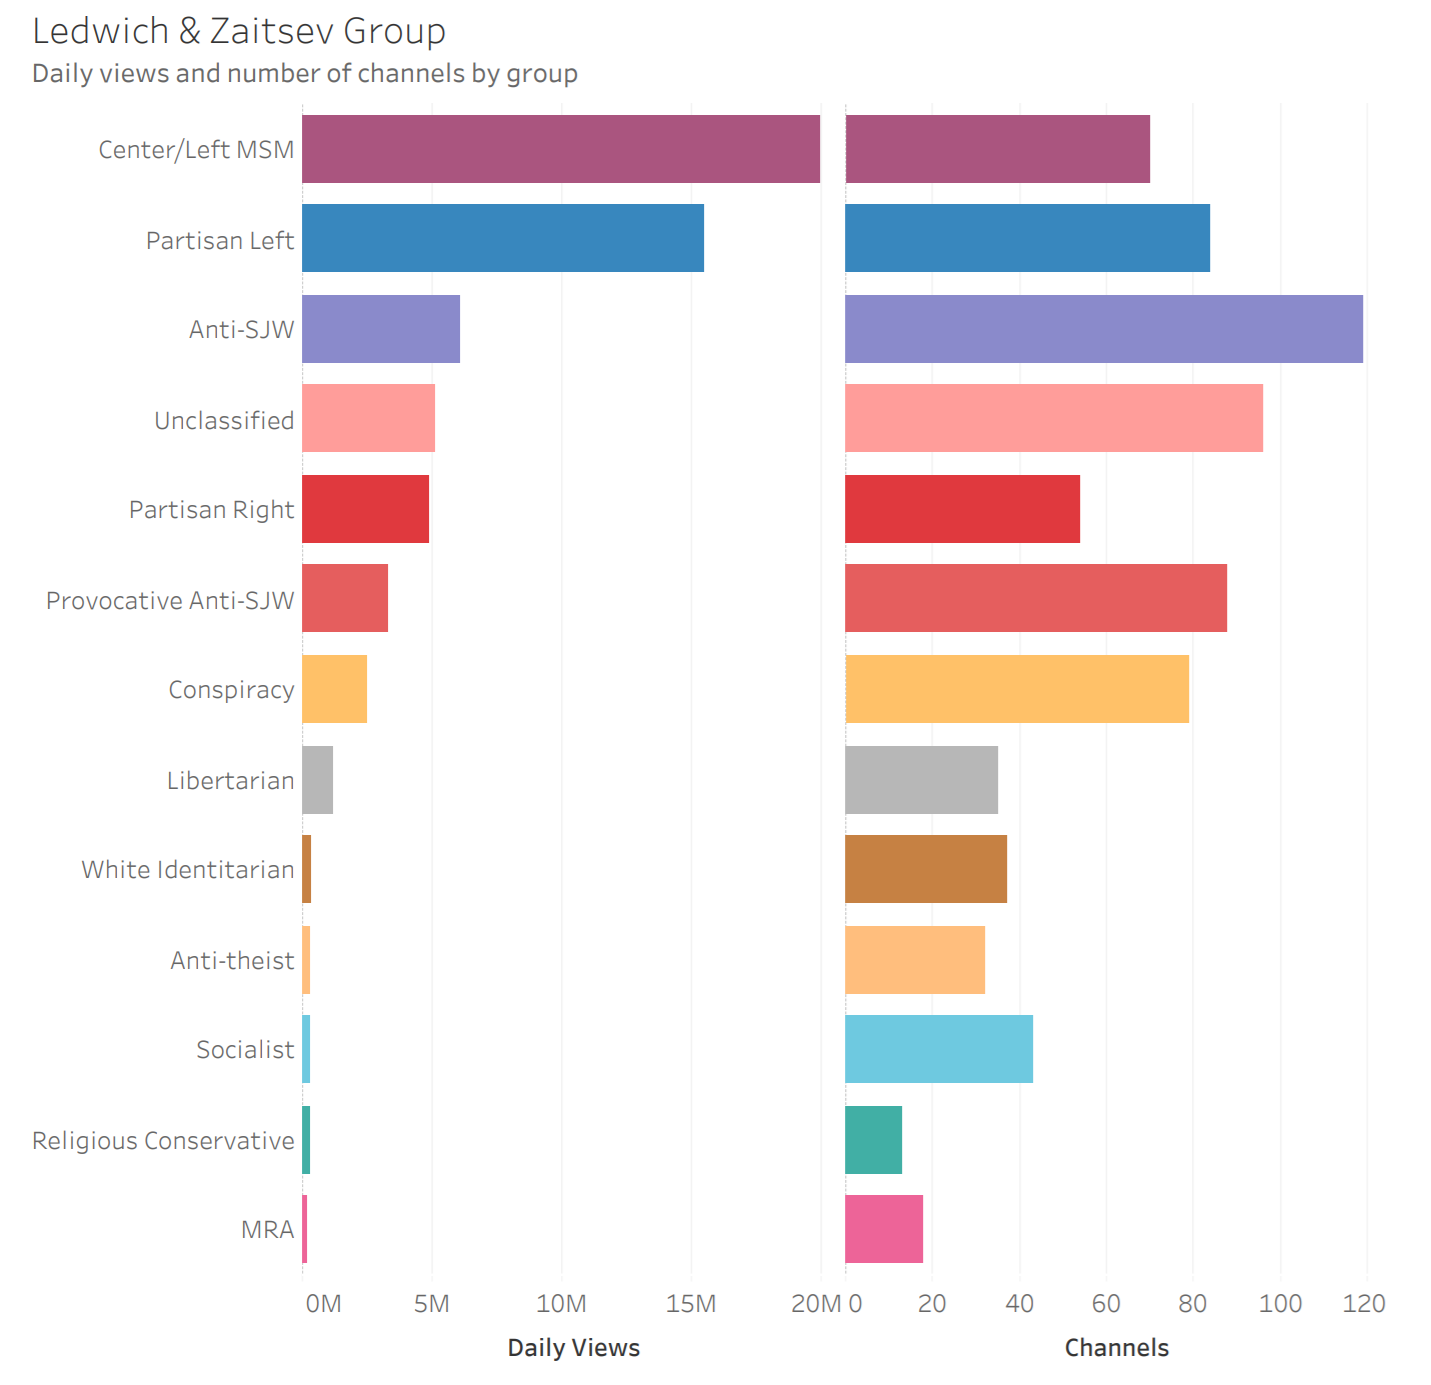 Ledwich & Zaitsev Group
Daily views and number of channels by group
Center/Left MSM
Partisan Left
Anti-SJW
Unclassified
Partisan Right
Provocative Anti-SJW
Conspiracy
Libertarian
White Identitarian
Anti-theist
Socialist
Religious Conservative
MRA
0M 5M 10M 15M 20M 0 20 40 60 80 100 120
Daily Views Channels